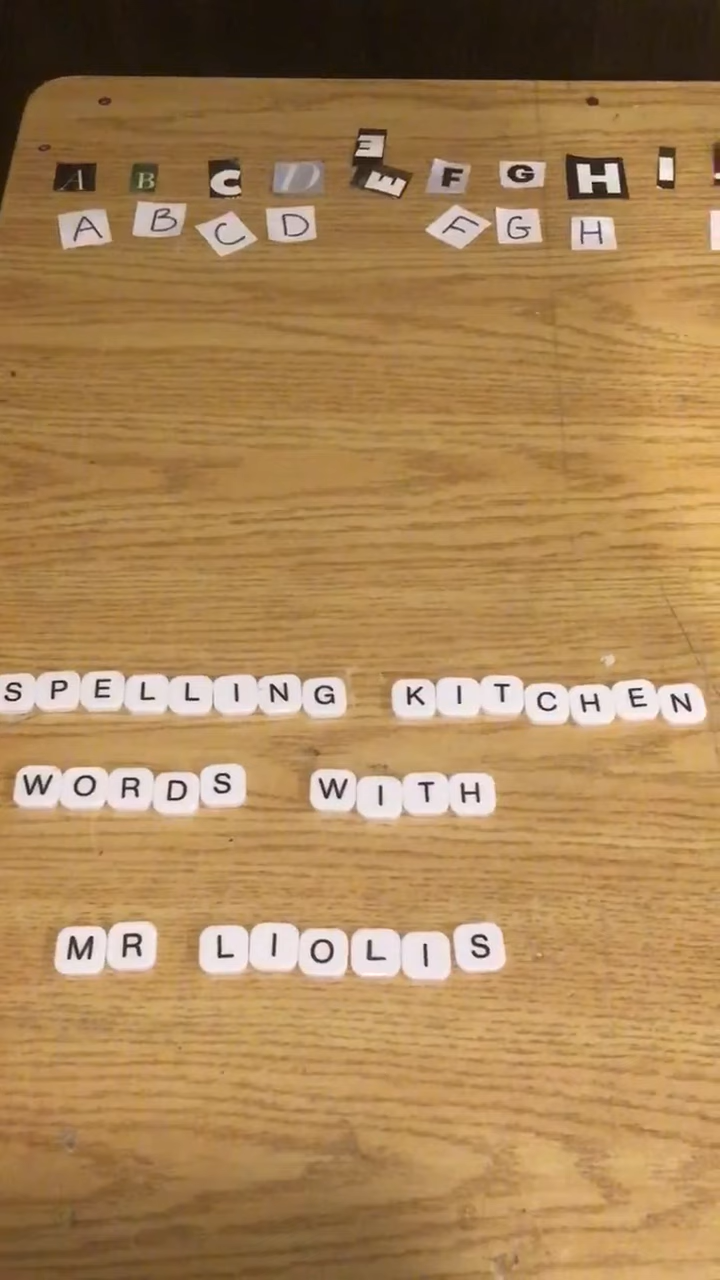 A B C D E E F G H I
A B C D F G H
SPELLING KITCHEN
WORDS WITH
MR LIOLIS